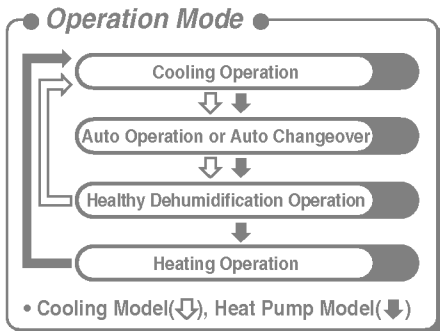 Operation Mode
Cooling Operation
Auto Operation or Auto Changeover
Healthy Dehumidification Operation
Heating Operation
• Cooling Model(⇩), Heat Pump Model(🡇)